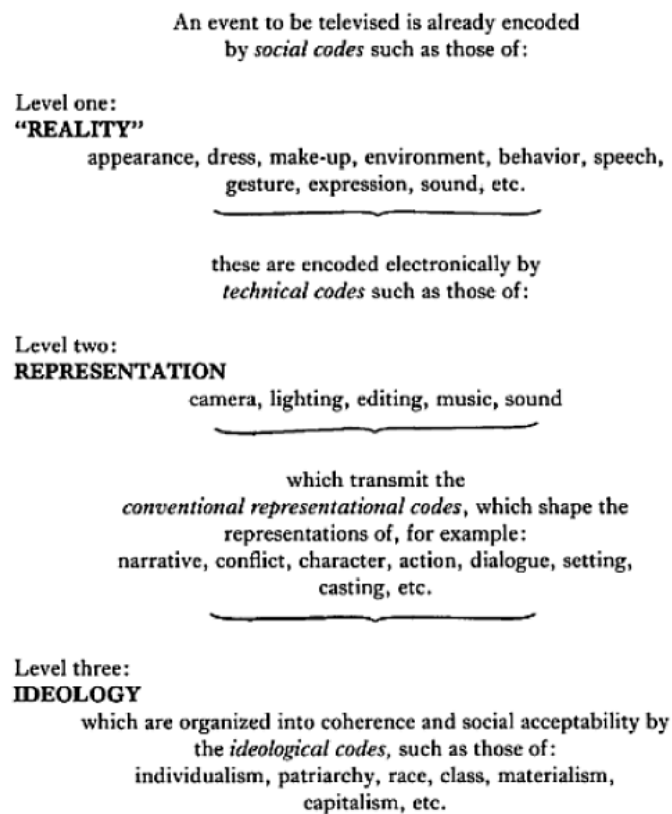 An event to be televised is already encoded
by social codes such as those of:
Level one:
“REALITY”
appearance, dress, make-up, environment, behavior, speech,
gesture, expression, sound, etc.
these are encoded electronically by
technical codes such as those of:
Level two:
REPRESENTATION
camera, lighting, editing, music, sound
which transmit the
conventional representational codes, which shape the
representations of, for example:
narrative, conflict, character, action, dialogue, setting,
casting, etc.
Level three:
IDEOLOGY
which are organized into coherence and social acceptability by
the ideological codes, such as those of:
individualism, patriarchy, race, class, materialism,
capitalism, etc.